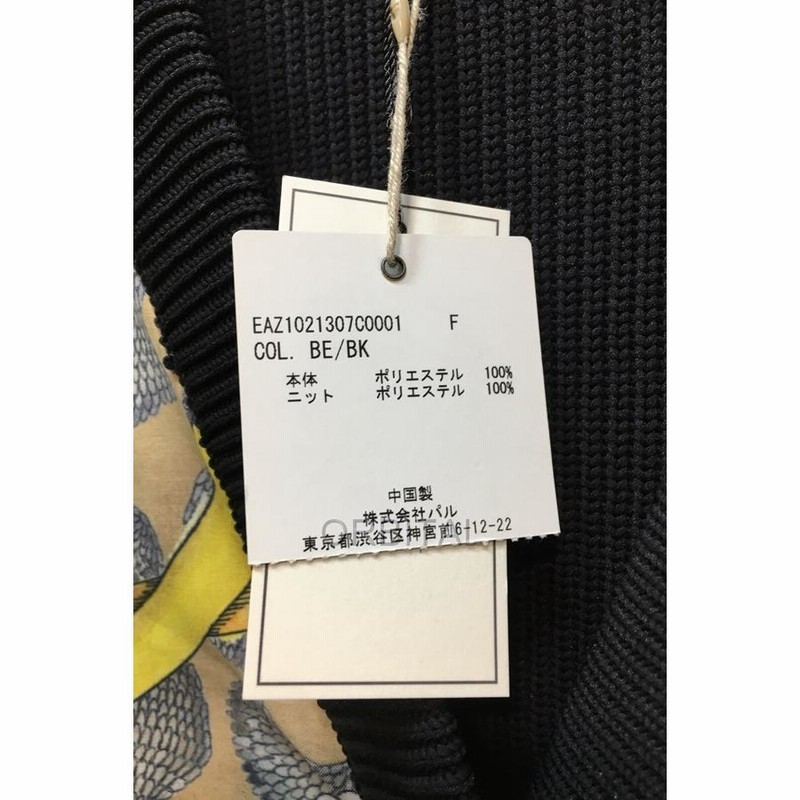 EAZ1021307C0001 F
COL. BE/BK
本体 ポリエステル 100%
ニット ポリエステル 100%
中国製
株式会社パル
東京都渋谷区神宮前6-12-22